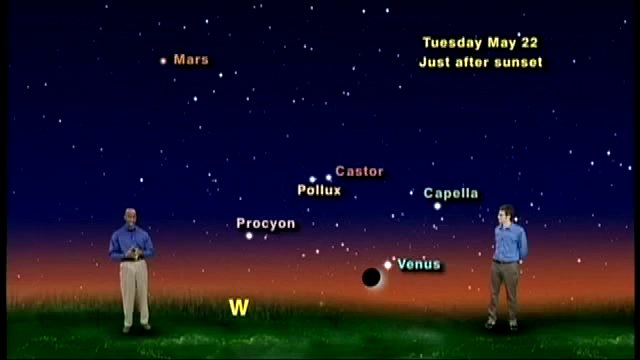 Tuesday May 22
Just after sunset
Mars
Castor
Pollux
Capella
Procyon
Venus
W